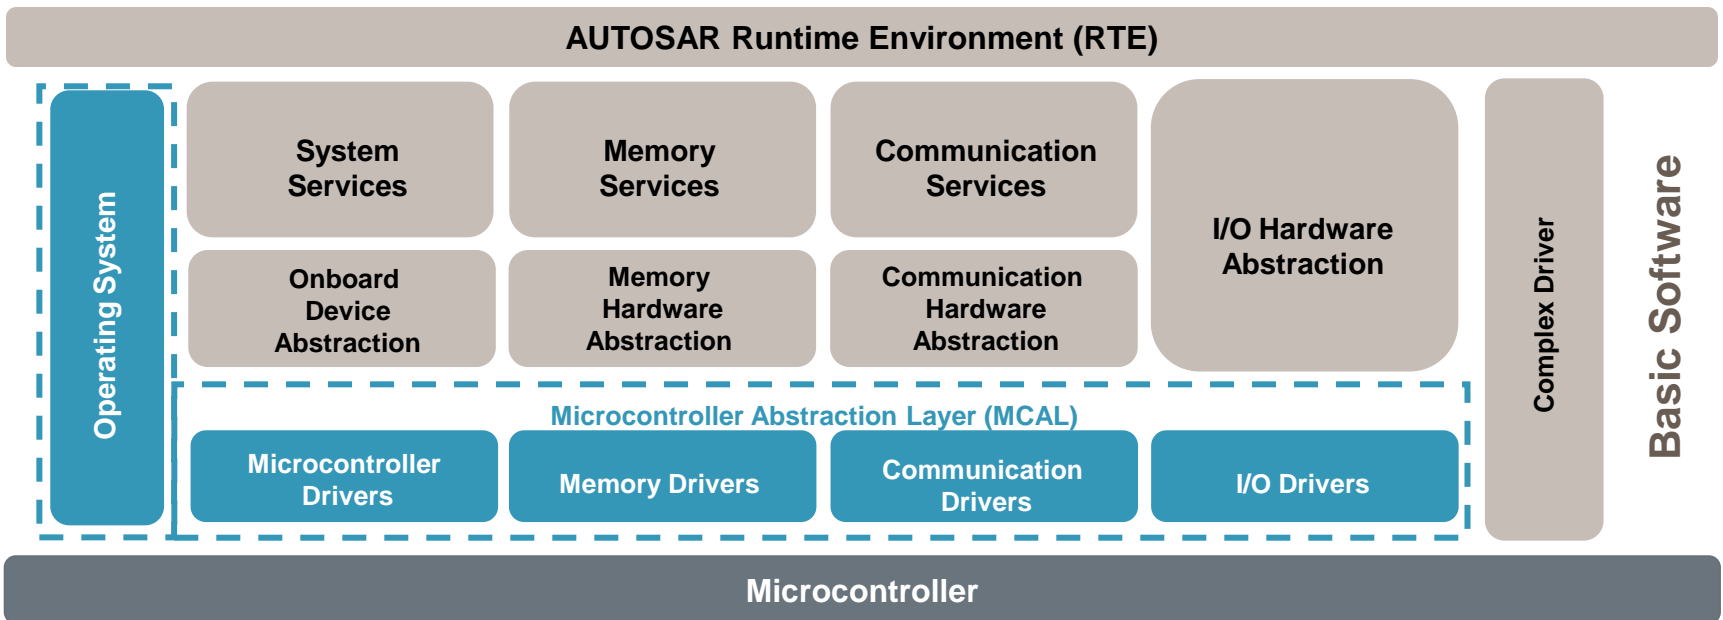 AUTOSAR Runtime Environment (RTE)
Operating System
System
Services
Memory
Services
Communication
Services
I/O Hardware
Abstraction
Complex Driver
Basic Software
Onboard
Device
Abstraction
Memory
Hardware
Abstraction
Communication
Hardware
Abstraction
Microcontroller Abstraction Layer (MCAL)
Microcontroller
Drivers
Memory Drivers
Communication
Drivers
I/O Drivers
Microcontroller